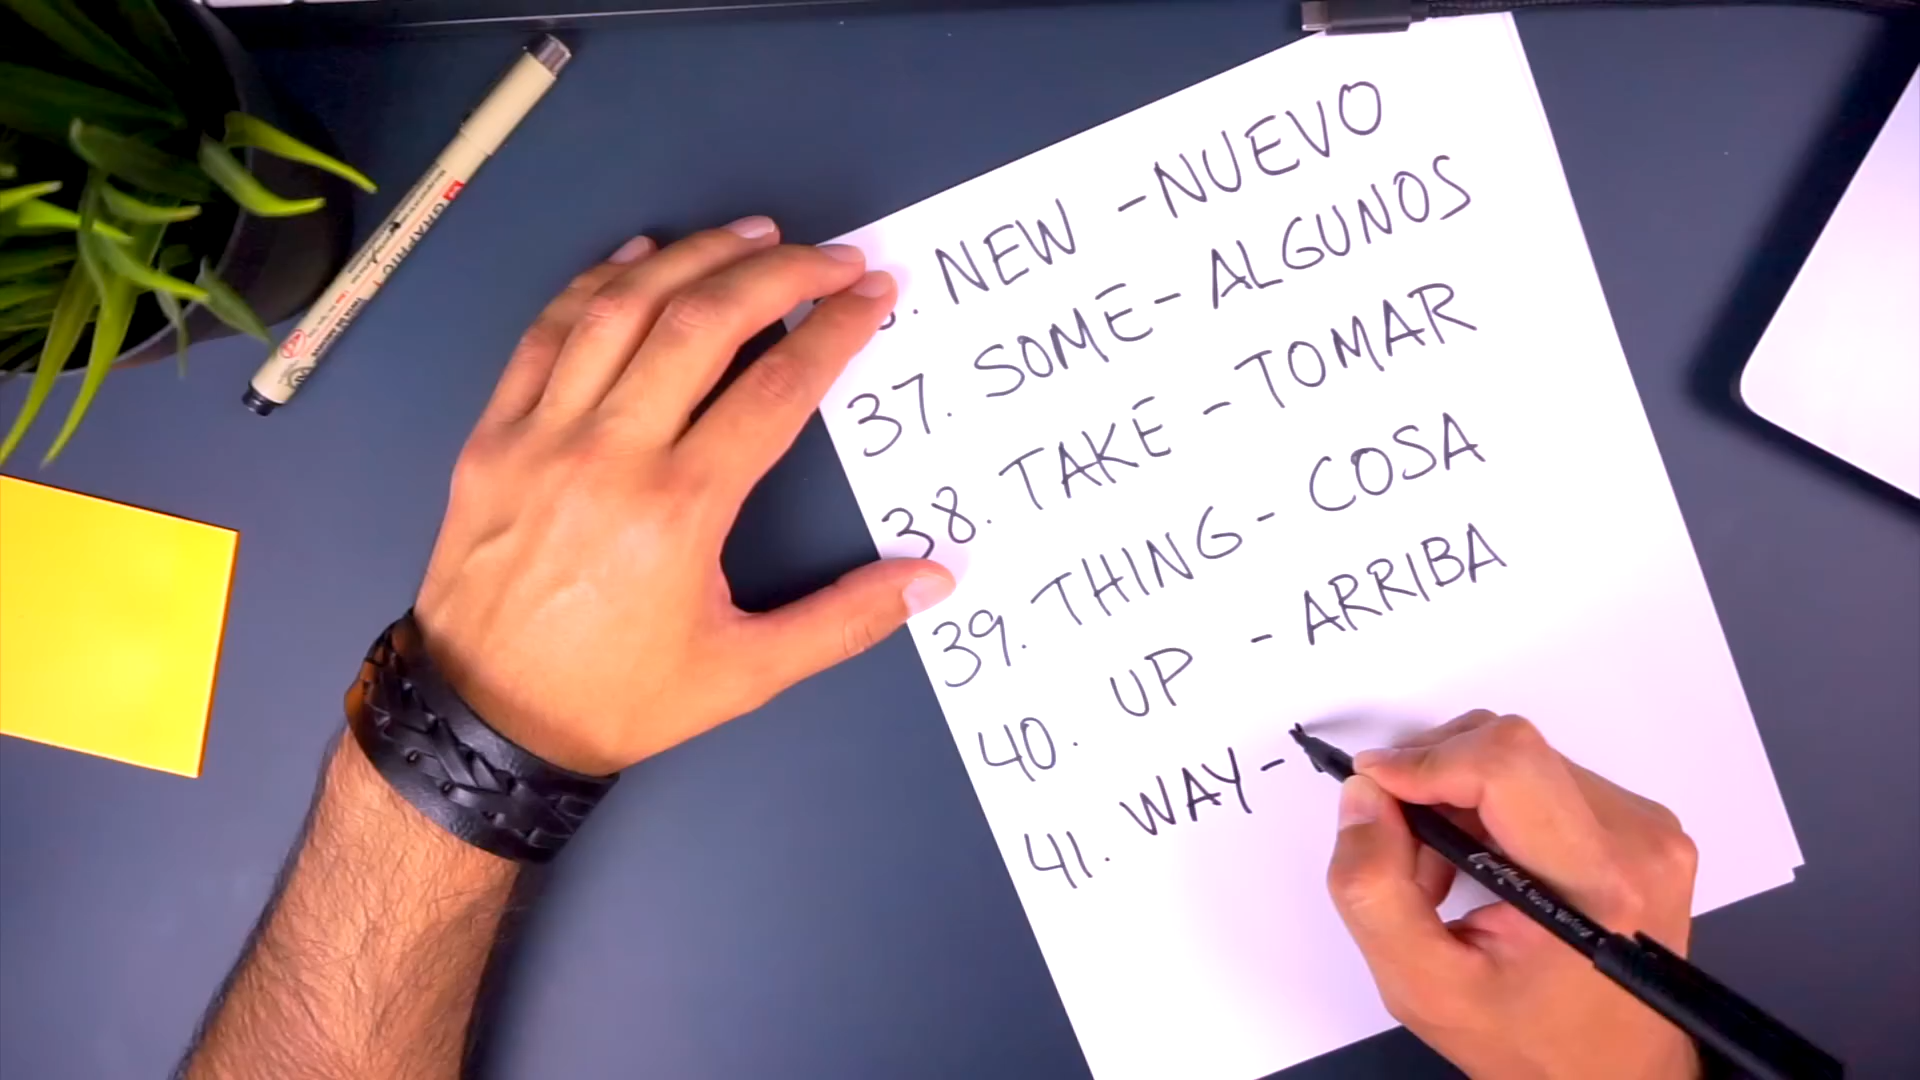 . NEW - NUEVO
37. SOME - ALGUNOS
38. TAKE - TOMAR
39. THING - COSA
40. UP - ARRIBA
41. WAY -